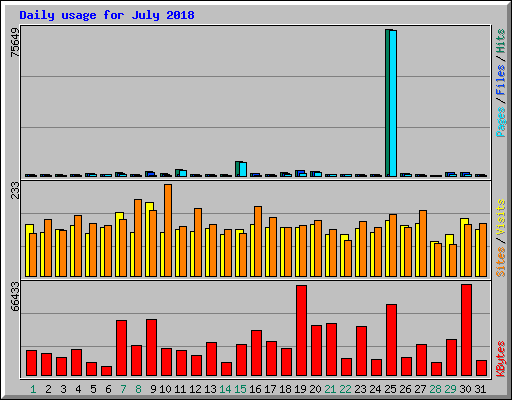 Daily usage for July 2018
75649
Pages / Files / Hits
233
Sites / Visits
66433
KBytes
1 2 3 4 5 6 7 8 9 10 11 12 13 14 15 16 17 18 19 20 21 22 23 24 25 26 27 28 29 30 31